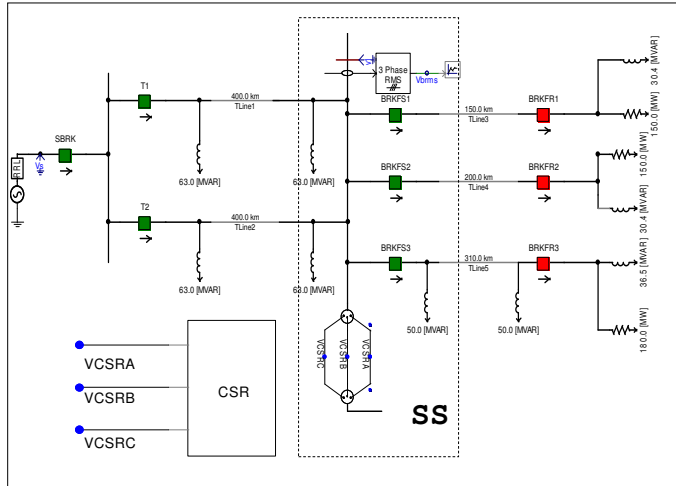 T1
400.0 km
TLine1
63.0 [MVAR]
63.0 [MVAR]
SBRK
RRL
Vs
S
T2
400.0 km
TLine2
63.0 [MVAR]
63.0 [MVAR]
3 Phase
RMS
Vbrms
BRKFS1
150.0 km
TLine3
BRKFR1
30.4 [MVAR]
150.0 [MW]
BRKFS2
200.0 km
TLine4
BRKFR2
150.0 [MW]
30.4 [MVAR]
BRKFS3
310.0 km
TLine5
BRKFR3
36.5 [MVAR]
50.0 [MVAR]
50.0 [MVAR]
180.0 [MW]
VCSRC
VCSRB
VCSRA
SS
CSR
VCSRA
VCSRB
VCSRC